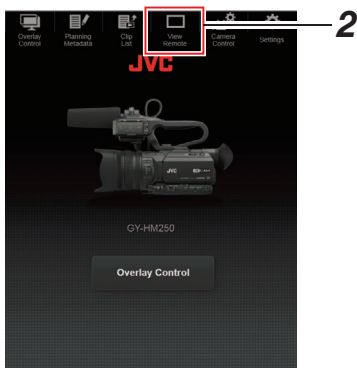 Overlay Control
Planning Metadata
Clip List
View Remote
Camera Control
Settings
2
JVC
JVC
GY-HM250
Overlay Control